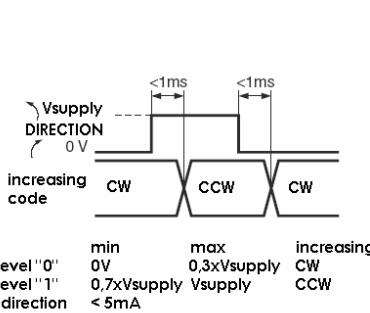 <1ms <1ms
Vsupply
DIRECTION
0 V
increasing code
CW CCW CW
min max increasing
evel "0" 0V 0,3xVsupply CW
evel "1" 0,7xVsupply Vsupply CCW
direction < 5mA